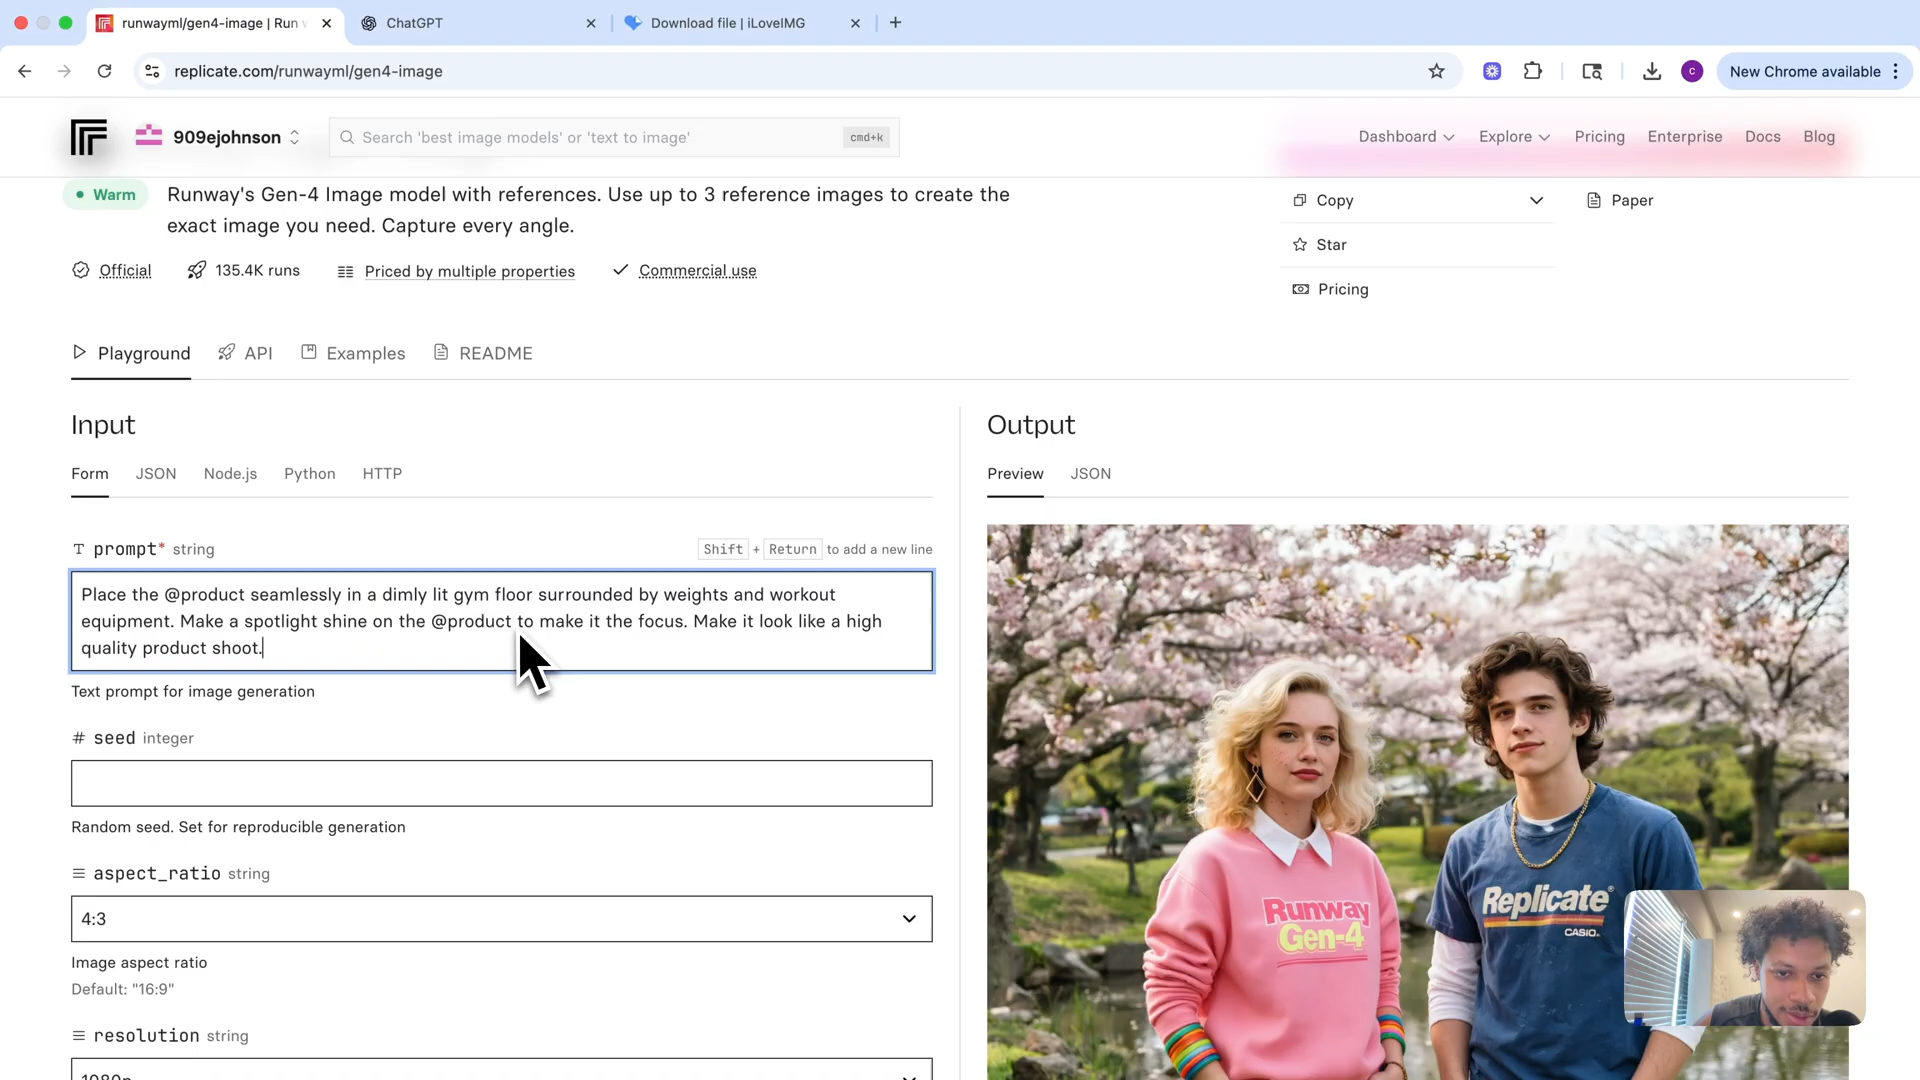 runwayml/gen4-image | Run
ChatGPT
Download file | iLoveIMG
replicate.com/runwayml/gen4-image
C
New Chrome available
909ejohnson
Search 'best image models' or 'text to image'
cmd+k
Dashboard
Explore
Pricing
Enterprise
Docs
Blog
Warm
Runway's Gen-4 Image model with references. Use up to 3 reference images to create the
exact image you need. Capture every angle.
Copy
Paper
Star
Official
135.4K runs
Priced by multiple properties
Commercial use
Pricing
Playground
API
Examples
README
Input
Output
Form
JSON
Node.js
Python
HTTP
Preview
JSON
prompt* string
Shift + Return to add a new line
Place the @product seamlessly in a dimly lit gym floor surrounded by weights and workout
equipment. Make a spotlight shine on the @product to make it the focus. Make it look like a high
quality product shoot.
Text prompt for image generation
# seed integer
Random seed. Set for reproducible generation
aspect_ratio string
4:3
Image aspect ratio
Default: "16:9"
resolution string
1080p
Runway
Gen-4
Replicate
CASIO